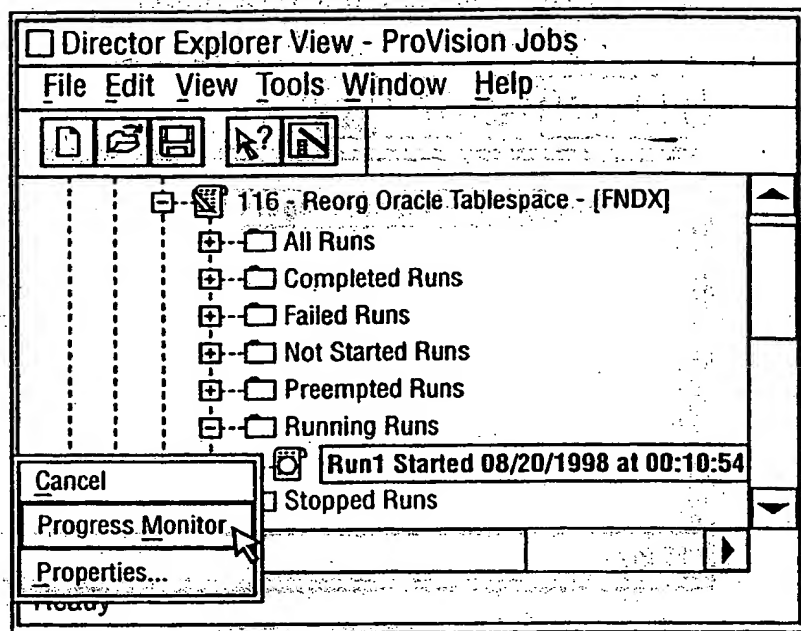 Director Explorer View - ProVision Jobs
File Edit View Tools Window Help
116 - Reorg Oracle Tablespace - [FNDX]
All Runs
Completed Runs
Failed Runs
Not Started Runs
Preempted Runs
Running Runs
Run1 Started 08/20/1998 at 00:10:54
Stopped Runs
Cancel
Progress Monitor
Properties...
Ready